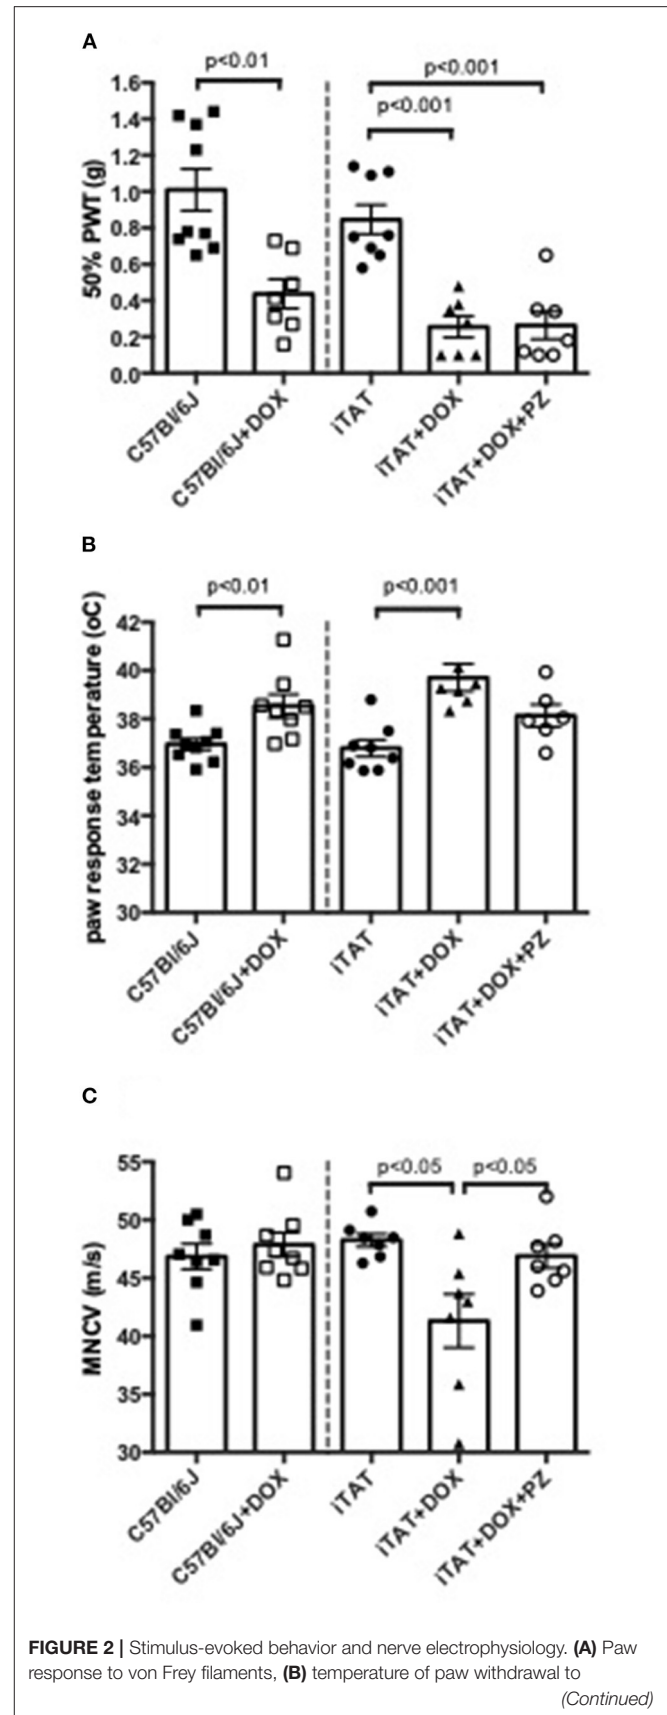 A
p<0.01
p<0.001
p<0.001
50% PWT (g)
1.6
1.4
1.2
1.0
0.8
0.6
0.4
0.2
0.0
C57Bl/6J
C57Bl/6J+DOX
iTAT
iTAT+DOX
iTAT+DOX+PZ
B
p<0.01
p<0.001
paw response temperature (oC)
42
40
38
36
34
32
30
C57Bl/6J
C57Bl/6J+DOX
iTAT
iTAT+DOX
iTAT+DOX+PZ
C
p<0.05
p<0.05
MNCV (m/s)
55
50
45
40
35
30
C57Bl/6J
C57Bl/6J+DOX
iTAT
iTAT+DOX
iTAT+DOX+PZ
FIGURE 2 | Stimulus-evoked behavior and nerve electrophysiology. (A) Paw
response to von Frey filaments, (B) temperature of paw withdrawal to
(Continued)